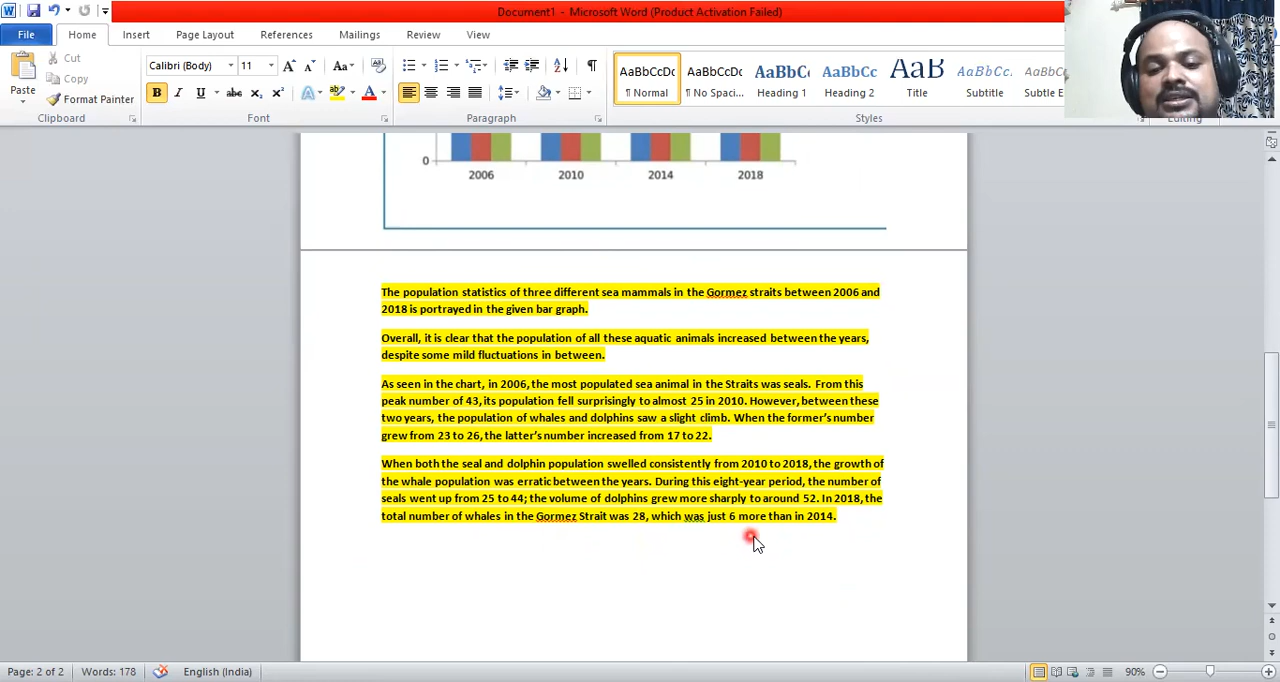 Document1 - Microsoft Word (Product Activation Failed)
File Home Insert Page Layout References Mailings Review View
Paste
Cut
Copy
Format Painter
Calibri (Body) 11
AaBbCcDc AaBbCcDc AaBbC AaBbCc AaB AaBbCcDc. AaBbCcD
¶ Normal ¶ No Spaci... Heading 1 Heading 2 Title Subtitle Subtle E
Clipboard Font Paragraph Styles Editing
0
2006 2010 2014 2018
The population statistics of three different sea mammals in the Gormez straits between 2006 and
2018 is portrayed in the given bar graph.
Overall, it is clear that the population of all these aquatic animals increased between the years,
despite some mild fluctuations in between.
As seen in the chart, in 2006, the most populated sea animal in the Straits was seals. From this
peak number of 43, its population fell surprisingly to almost 25 in 2010. However, between these
two years, the population of whales and dolphins saw a slight climb. When the former's number
grew from 23 to 26, the latter's number increased from 17 to 22.
When both the seal and dolphin population swelled consistently from 2010 to 2018, the growth of
the whale population was erratic between the years. During this eight-year period, the number of
seals went up from 25 to 44; the volume of dolphins grew more sharply to around 52. In 2018, the
total number of whales in the Gormez Strait was 28, which was just 6 more than in 2014.
Page: 2 of 2 Words: 178 English (India) 90%